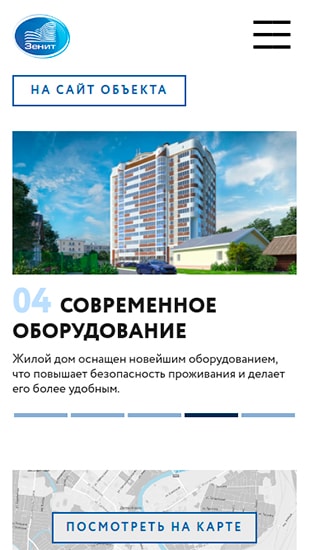 Зенит
НА САЙТ ОБЪЕКТА
04 СОВРЕМЕННОЕ
ОБОРУДОВАНИЕ
Жилой дом оснащен новейшим оборудованием,
что повышает безопасность проживания и делает
его более удобным.
ПОСМОТРЕТЬ НА КАРТЕ